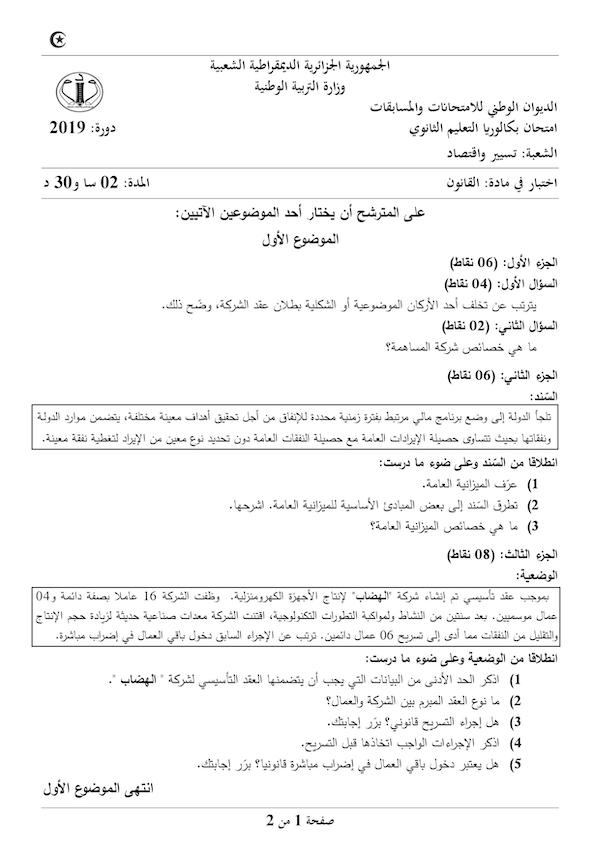 الجمهورية الجزائرية الديمقراطية الشعبية
وزارة التربية الوطنية
الديوان الوطني للامتحانات والمسابقات
امتحان بكالوريا التعليم الثانوي
دورة: 2019
الشعبة: تسيير واقتصاد
اختبار في مادة: القانون
المدة: 02 سا و30 د
على المترشح أن يختار أحد الموضوعين الآتيين:
الموضوع الأول
الجزء الأول: (06 نقاط)
السؤال الأول: (04 نقاط)
يترتب عن تخلف أحد الأركان الموضوعية أو الشكلية بطلان عقد الشركة، وضّح ذلك.
السؤال الثاني: (02 نقاط)
ما هي خصائص شركة المساهمة؟
الجزء الثاني: (06 نقاط)
السّند:
تلجأ الدولة إلى وضع برنامج مالي مرتبط بفترة زمنية محددة للإنفاق من أجل تحقيق أهداف معينة مختلفة، يتضمن موارد الدولة
ونفقاتها بحيث تتساوى حصيلة الإيرادات العامة مع حصيلة النفقات العامة دون تحديد نوع معين من الإيراد لتغطية نفقة معينة.
انطلاقا من السّند وعلى ضوء ما درست:
1) عرّف الميزانية العامة.
2) تطرق السّند إلى بعض المبادئ الأساسية للميزانية العامة. اشرحها.
3) ما هي خصائص الميزانية العامة؟
الجزء الثالث: (08 نقاط)
الوضعية:
بموجب عقد تأسيسي تم إنشاء شركة "الهضاب" لإنتاج الأجهزة الكهرومنزلية. وظفت الشركة 16 عاملا بصفة دائمة و04
عمال موسميين. بعد سنتين من النشاط ولمواكبة التطورات التكنولوجية، اقتنت الشركة معدات صناعية حديثة لزيادة حجم الإنتاج
والتقليل من النفقات مما أدى إلى تسريح 06 عمال دائمين. ترتب عن الإجراء السابق دخول باقي العمال في إضراب مباشرة.
انطلاقا من الوضعية وعلى ضوء ما درست:
1) اذكر الحد الأدنى من البيانات التي يجب أن يتضمنها العقد التأسيسي لشركة " الهضاب ".
2) ما نوع العقد المبرم بين الشركة والعمال؟
3) هل إجراء التسريح قانوني؟ برّر إجابتك.
4) اذكر الإجراءات الواجب اتخاذها قبل التسريح.
5) هل يعتبر دخول باقي العمال في إضراب مباشرة قانونيا؟ برّر إجابتك.
انتهى الموضوع الأول
صفحة 1 من 2